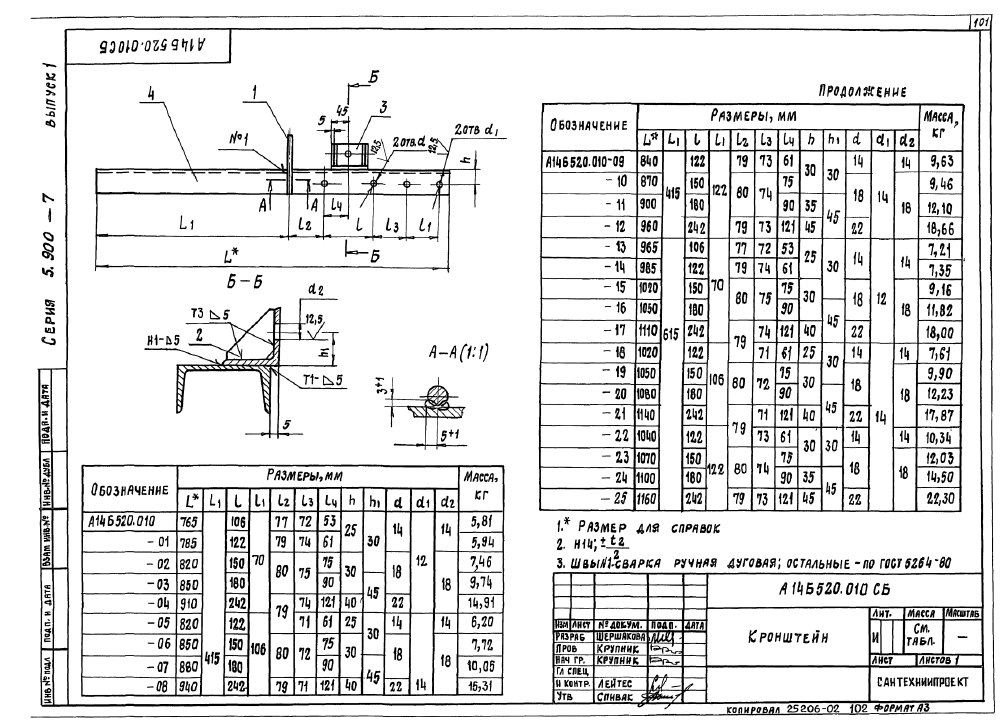 101
А14Б520.010СБ
СЕРИЯ 5.900-7 ВЫПУСК 1
4
1
Б
45
5
3
№1
2отв. d
12,5
2отв d1
12,5
h
А
А
L1
l2
l4
l
l3
l1
L*
Б
Б-Б
d2
Т3 5
12,5
Н1-5
2
h1
Т1-5
5
А-А (1:1)
3+1
5+1
ПРОДОЛЖЕНИЕ
ОБОЗНАЧЕНИЕ РАЗМЕРЫ, ММ МАССА, КГ
L* L1 l l1 l2 l3 l4 h h1 d d1 d2
А14Б520.010-09 840 415 122 122 79 73 61 30 30 14 14 14 9,63
-10 870 150 80 74 75 18 18 9,46
-11 900 180 90 35 45 12,10
-12 960 242 79 73 121 45 22 18,66
-13 965 615 106 70 77 72 53 25 30 14 12 14 7,21
-14 985 122 79 74 61 7,35
-15 1020 150 80 75 75 30 18 18 9,16
-16 1050 180 90 45 11,82
-17 1110 242 79 74 121 40 22 18,00
-18 1020 122 106 71 61 25 30 14 14 14 7,61
-19 1050 150 80 72 75 30 18 18 9,90
-20 1080 180 90 45 12,23
-21 1140 242 79 71 121 40 22 17,87
-22 1040 122 122 73 61 30 30 14 14 10,34
-23 1070 150 80 74 75 18 18 12,03
-24 1100 180 90 35 45 14,50
-25 1160 242 79 73 121 45 22 22,30
ОБОЗНАЧЕНИЕ РАЗМЕРЫ, ММ МАССА, КГ
L* L1 l l1 l2 l3 l4 h h1 d d1 d2
А14Б520.010 765 415 106 70 77 72 53 25 30 14 12 14 5,81
-01 785 122 79 74 61 5,94
-02 820 150 80 75 75 30 18 18 7,46
-03 850 180 90 45 9,74
-04 910 242 79 74 121 40 22 14,91
-05 820 122 106 71 61 25 30 14 14 14 6,20
-06 850 150 80 72 75 30 18 18 7,72
-07 880 180 90 45 10,05
-08 940 242 79 71 121 40 22 15,31
1.* РАЗМЕР ДЛЯ СПРАВОК
2. Н14; ± t2/2
3. ШВЫ №1-СВАРКА РУЧНАЯ ДУГОВАЯ; ОСТАЛЬНЫЕ - ПО ГОСТ 5264-80
А14Б520.010 СБ
КРОНШТЕЙН
ЛИТ. МАССА МАСШТАБ
И СМ. ТАБЛ. —
ЛИСТ ЛИСТОВ 1
САНТЕХНИИПРОЕКТ
ИЗМ ЛИСТ № ДОКУМ. ПОДП. ДАТА
РАЗРАБ ШЕРШАКОВА
ПРОВ КРУПНИК
НАЧ ГР. КРУПНИК
ГЛ СПЕЦ
Н КОНТР. ЛЕЙТЕС
УТВ СПИВАК
ИНВ № ПОДЛ ПОДП. И ДАТА ВЗАМ ИНВ № ИНВ № ДУБЛ ПОДП. И ДАТА
КОПИРОВАЛ 25206-02 102 ФОРМАТ А3